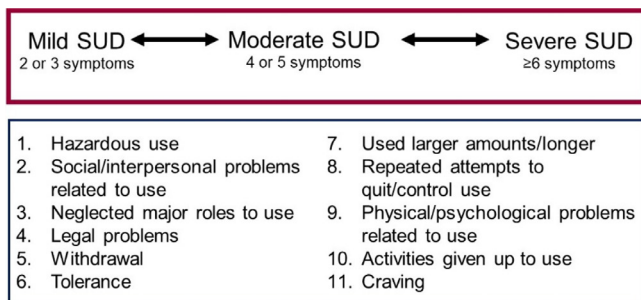 Mild SUD
2 or 3 symptoms
Moderate SUD
4 or 5 symptoms
Severe SUD
≥6 symptoms
1. Hazardous use
2. Social/interpersonal problems
related to use
3. Neglected major roles to use
4. Legal problems
5. Withdrawal
6. Tolerance
7. Used larger amounts/longer
8. Repeated attempts to
quit/control use
9. Physical/psychological problems
related to use
10. Activities given up to use
11. Craving